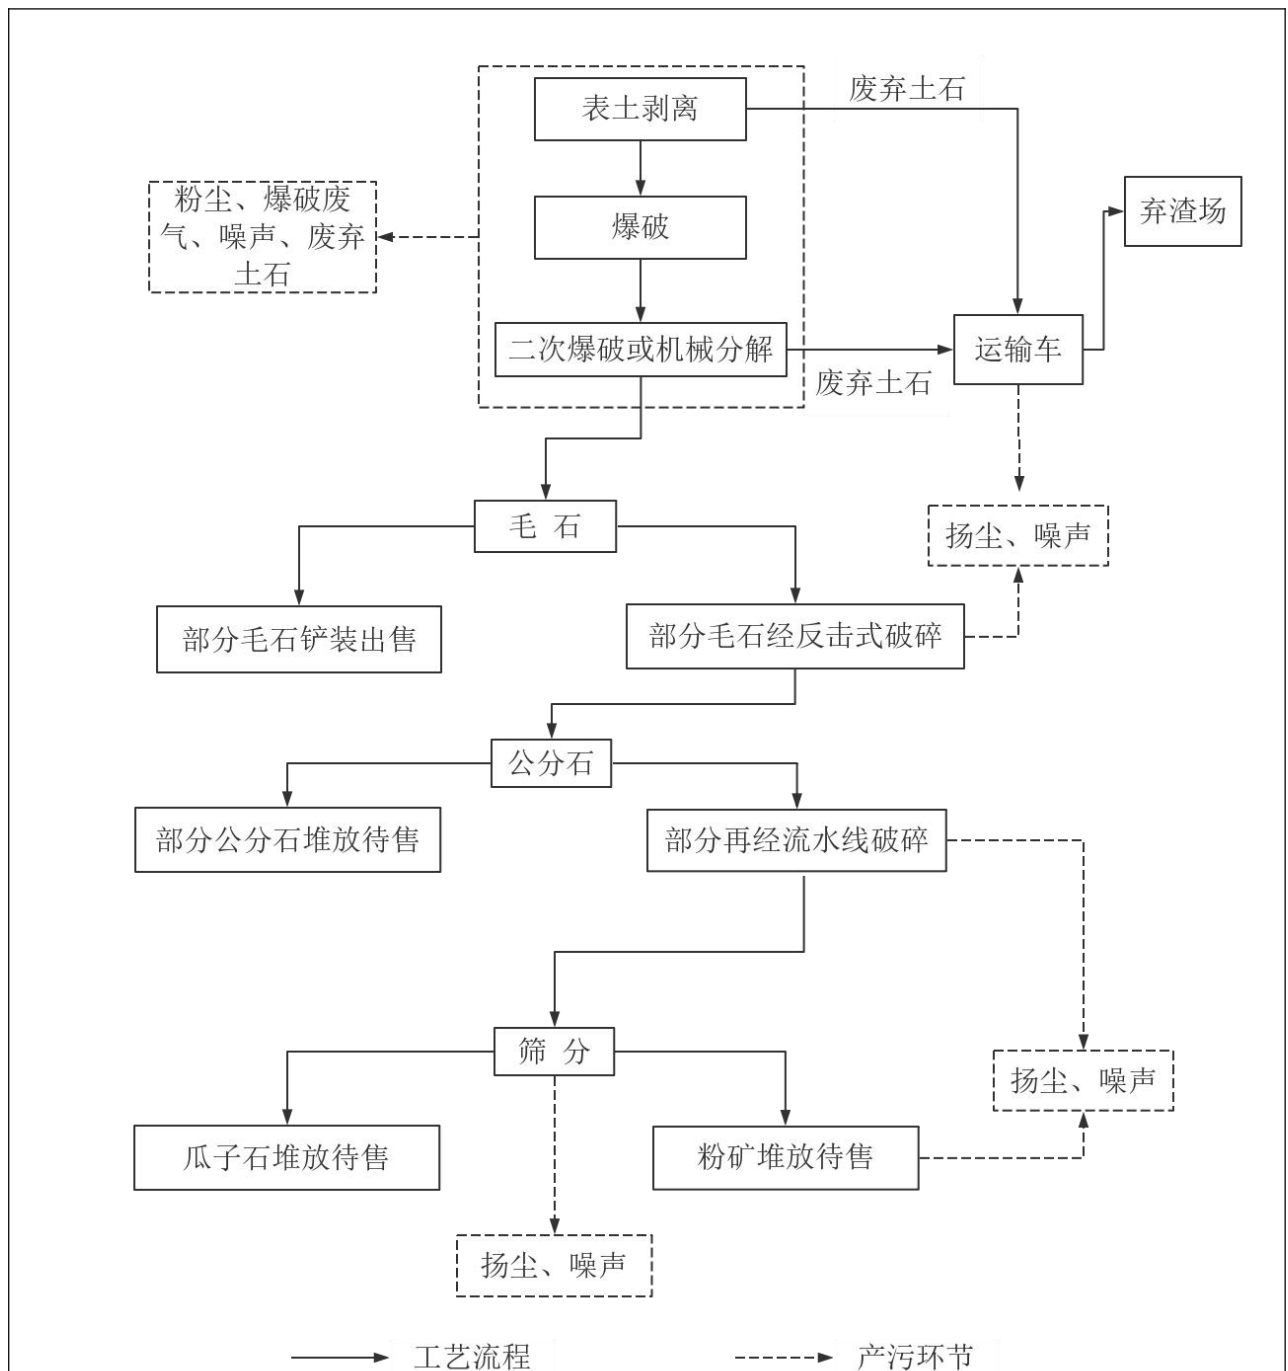 废弃土石
表土剥离
粉尘、爆破废
气、噪声、废弃
土石
爆破
弃渣场
二次爆破或机械分解
运输车
废弃土石
毛 石
扬尘、噪声
部分毛石铲装出售
部分毛石经反击式破碎
公分石
部分公分石堆放待售
部分再经流水线破碎
筛 分
扬尘、噪声
瓜子石堆放待售
粉矿堆放待售
扬尘、噪声
工艺流程
产污环节